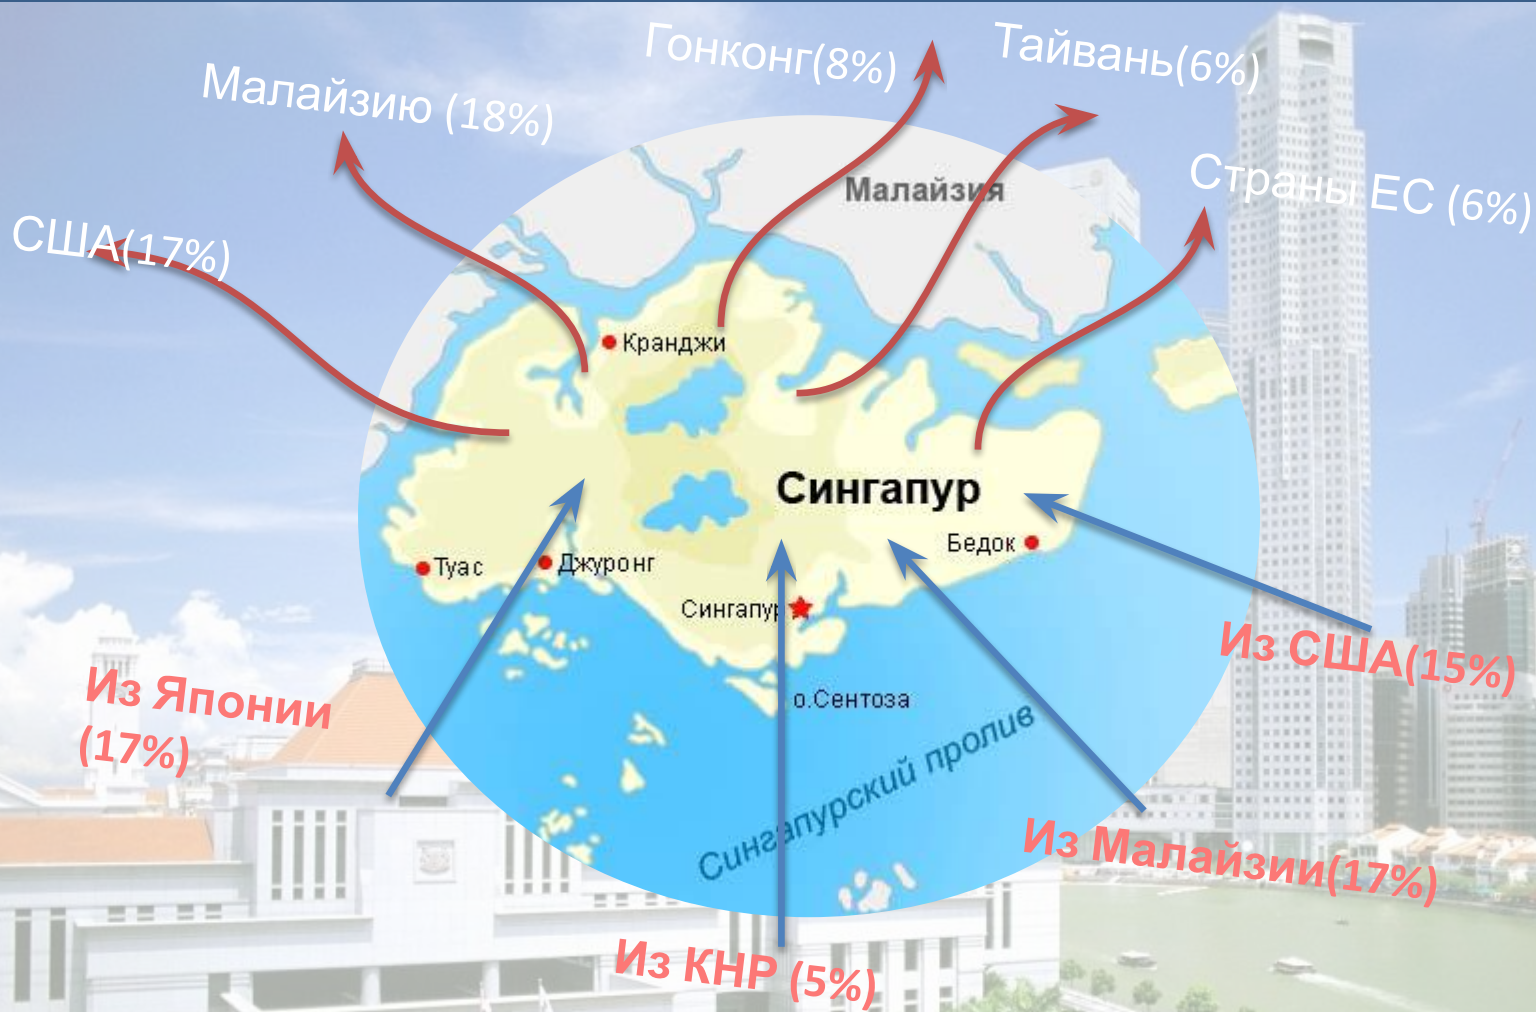 Гонконг(8%)
Тайвань(6%)
Малайзию (18%)
Страны ЕС (6%)
США(17%)
Малайзия
Кранджи
Сингапур
Бедок
Туас
Джуронг
Сингапур
о.Сентоза
Сингапурский пролив
Из США(15%)
Из Японии
(17%)
Из Малайзии(17%)
Из КНР (5%)